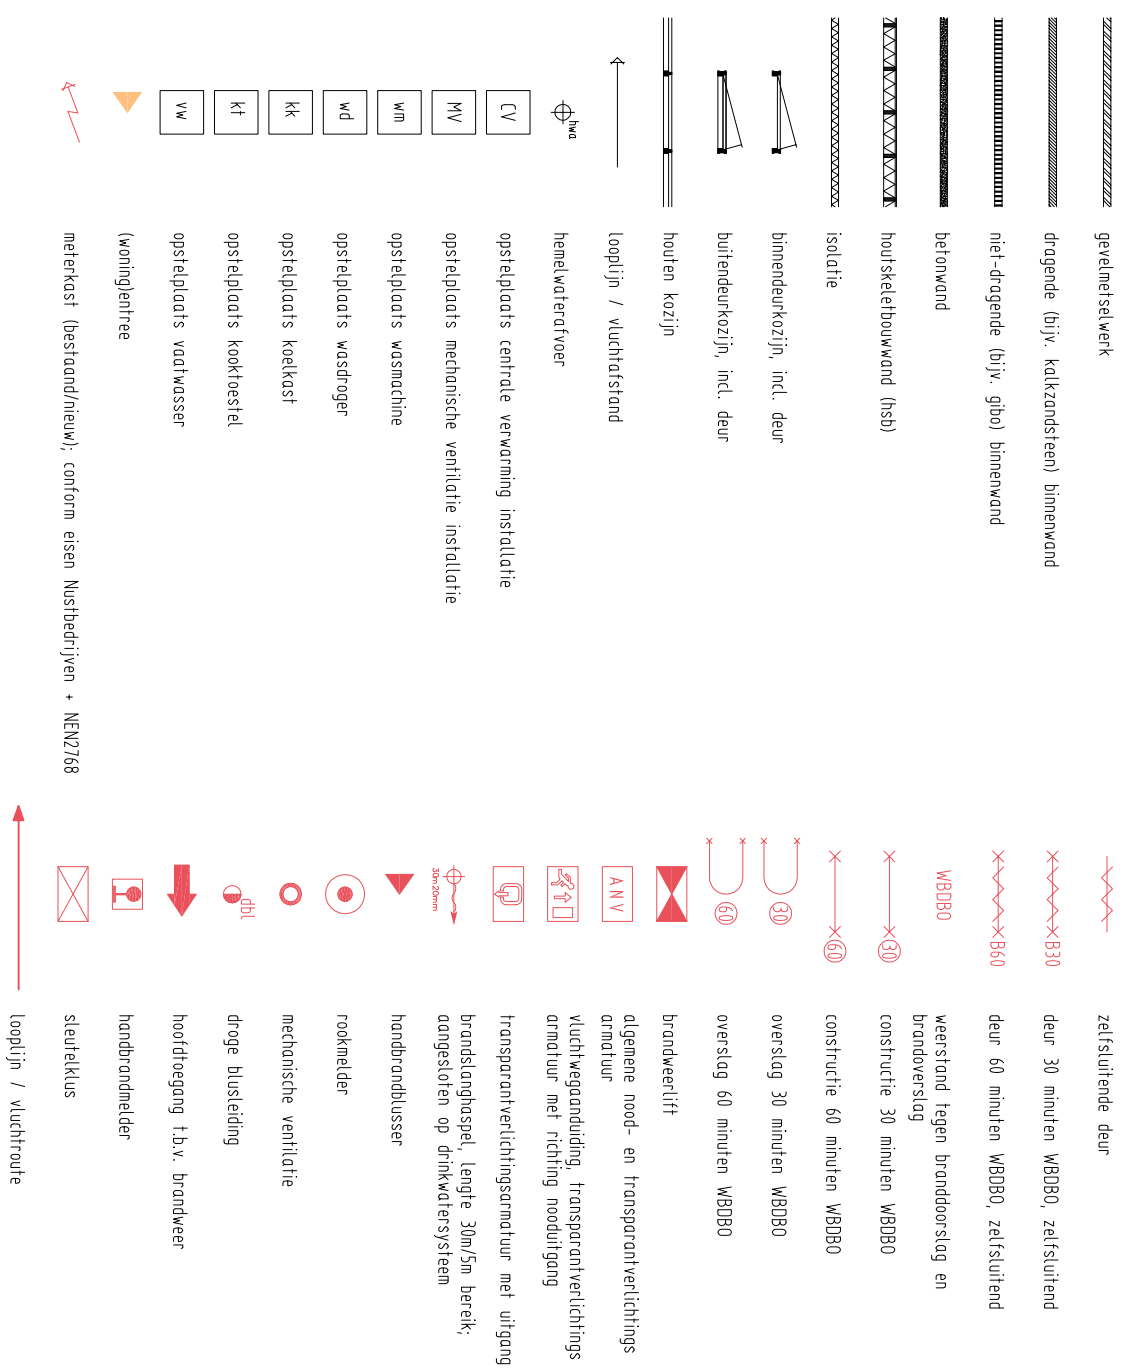 gevelmetselwerk
dragende (bijv. kalkzandsteen) binnenwand
niet-dragende (bijv. gibo) binnenwand
betonwand
houtskeletbouwwand (hsb)
isolatie
binnendeurkozijn, incl. deur
buitendeurkozijn, incl. deur
houten kozijn
looplijn / vluchtafstand
hwa
hemelwaterafvoer
CV
opstelplaats centrale verwarming installatie
MV
opstelplaats mechanische ventilatie installatie
wm
opstelplaats wasmachine
wd
opstelplaats wasdroger
kk
opstelplaats koelkast
kt
opstelplaats kooktoestel
vw
opstelplaats vaatwasser
(woning)entree
meterkast (bestaand/nieuw); conform eisen Nustbedrijven + NEN2768
zelfsluitende deur
B30
deur 30 minuten WBDBO, zelfsluitend
B60
deur 60 minuten WBDBO, zelfsluitend
WBDBO
weerstand tegen branddoorslag en
brandoverslag
30
constructie 30 minuten WBDBO
60
constructie 60 minuten WBDBO
30
overslag 30 minuten WBDBO
60
overslag 60 minuten WBDBO
brandweerlift
ANV
algemene nood- en transparantverlichtings
armatuur
vluchtwegaanduiding, transparantverlichtings
armatuur met richting nooduitgang
transparantverlichtingsarmatuur met uitgang
30m20mm
brandslanghaspel, lengte 30m/5m bereik;
aangesloten op drinkwatersysteem
handbrandblusser
rookmelder
mechanische ventilatie
dbl
droge blusleiding
hoofdtoegang t.b.v. brandweer
handbrandmelder
sleutelklus
looplijn / vluchtroute